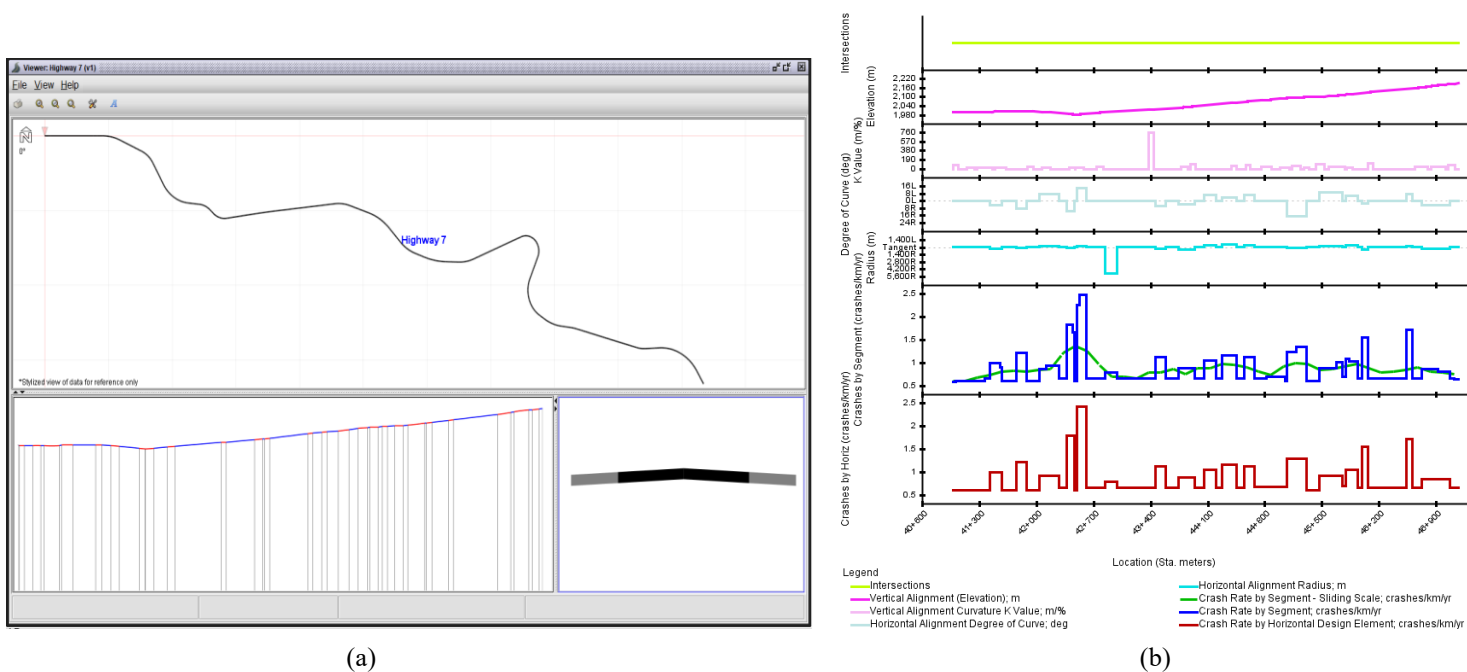 Viewer: Highway 7 (v1)
File View Help
A
N
0°
Highway 7
*Stylized view of data for reference only
(a)
Intersections
Elevation (m)
2,220
2,160
2,100
2,040
1,980
K Value (m/%)
760
570
380
190
0
Degree of Curve (deg)
16L
8L
0L
8R
16R
24R
Radius (m)
1,400L
Tangent
1,400R
2,800R
4,200R
5,600R
Crashes by Segment (crashes/km/yr)
2.5
2
1.5
1
0.5
Crashes by Horiz (crashes/km/yr)
2.5
2
1.5
1
0.5
40+600 41+300 42+000 42+700 43+400 44+100 44+800 45+500 46+200 46+900
Location (Sta. meters)
Legend
Intersections
Vertical Alignment (Elevation); m
Vertical Alignment Curvature K Value; m/%
Horizontal Alignment Degree of Curve; deg
Horizontal Alignment Radius; m
Crash Rate by Segment - Sliding Scale; crashes/km/yr
Crash Rate by Segment; crashes/km/yr
Crash Rate by Horizontal Design Element; crashes/km/yr
(b)